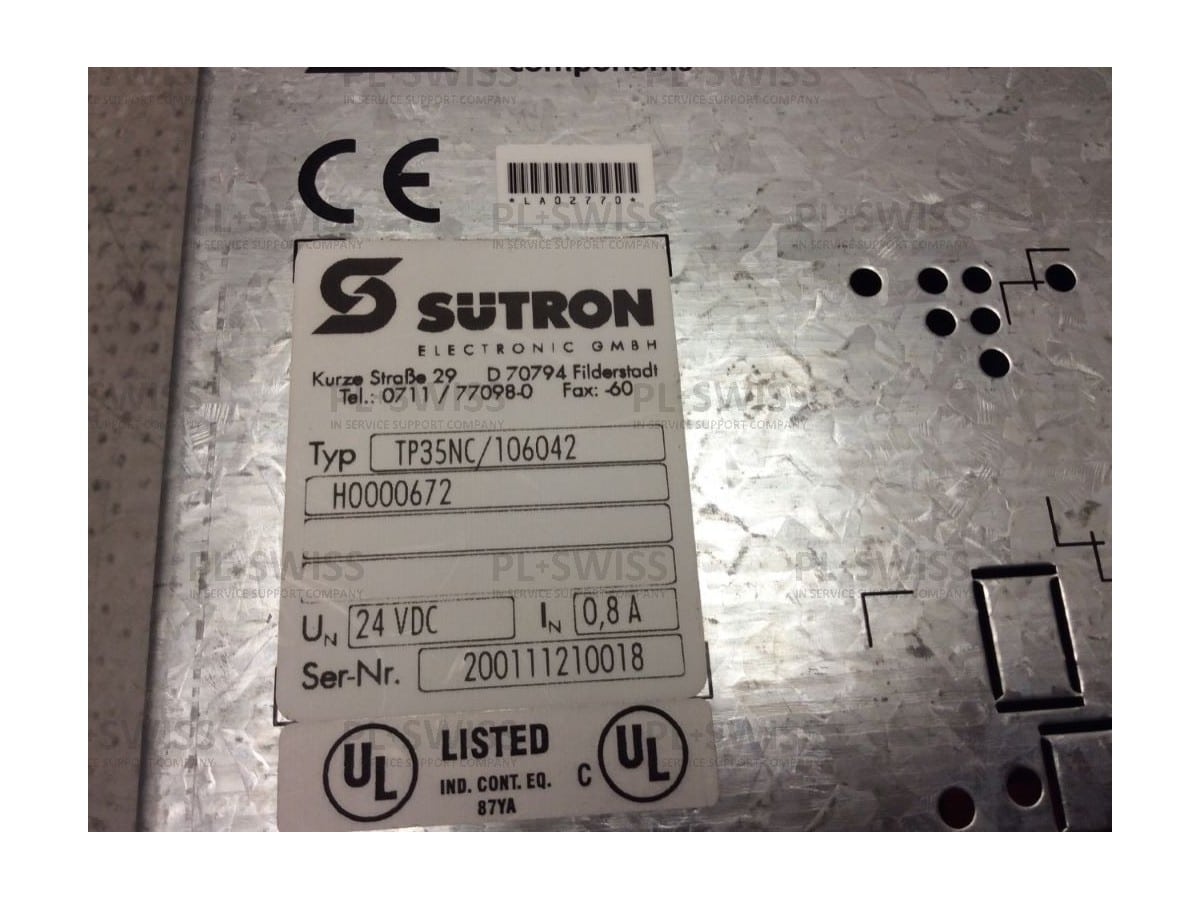 components
CE
*LA02770*
SÜTRON
ELECTRONIC GMBH
Kurze Straße 29 D 70794 Filderstadt
Tel.: 0711 / 77098-0 Fax: -60
Typ TP35NC/106042
H0000672
UN 24 VDC IN 0,8 A
Ser-Nr. 200111210018
UL LISTED C UL
IND. CONT. EQ.
87YA
PL+SWISS
IN SERVICE SUPPORT COMPANY